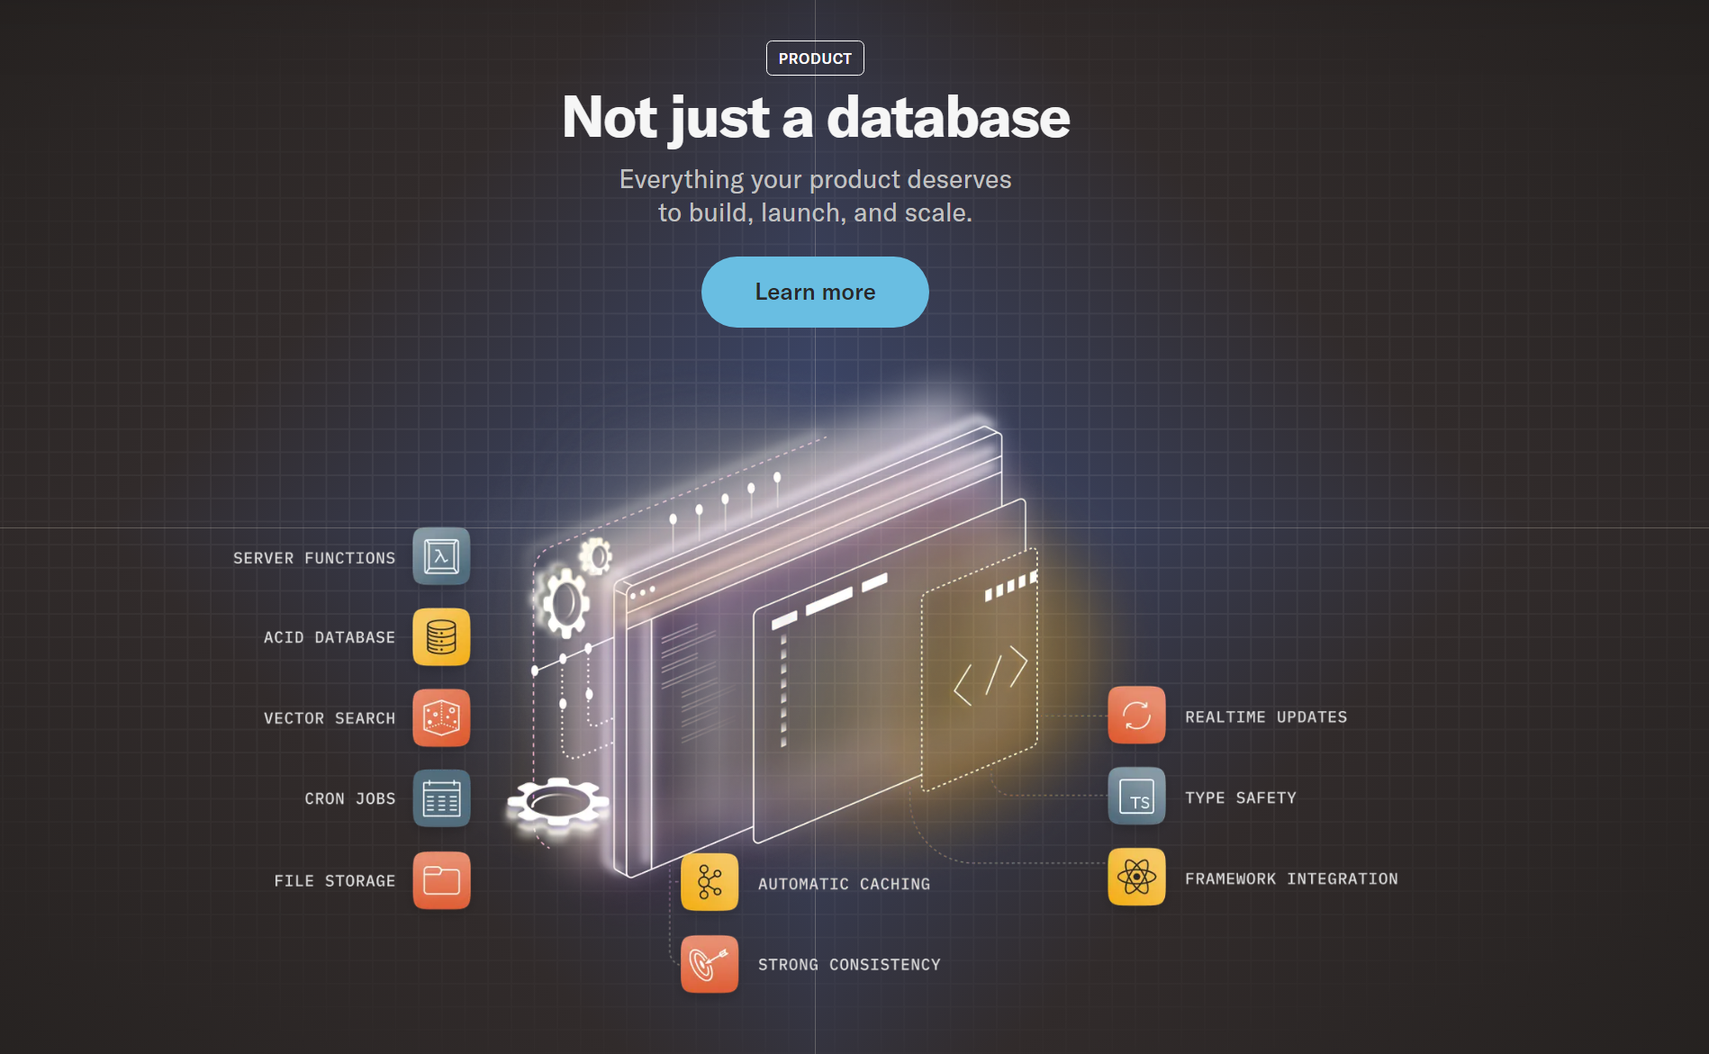 PRODUCT
Not just a database
Everything your product deserves
to build, launch, and scale.
Learn more
SERVER FUNCTIONS
λ
ACID DATABASE
VECTOR SEARCH
CRON JOBS
FILE STORAGE
</>
AUTOMATIC CACHING
STRONG CONSISTENCY
REALTIME UPDATES
TS
TYPE SAFETY
FRAMEWORK INTEGRATION